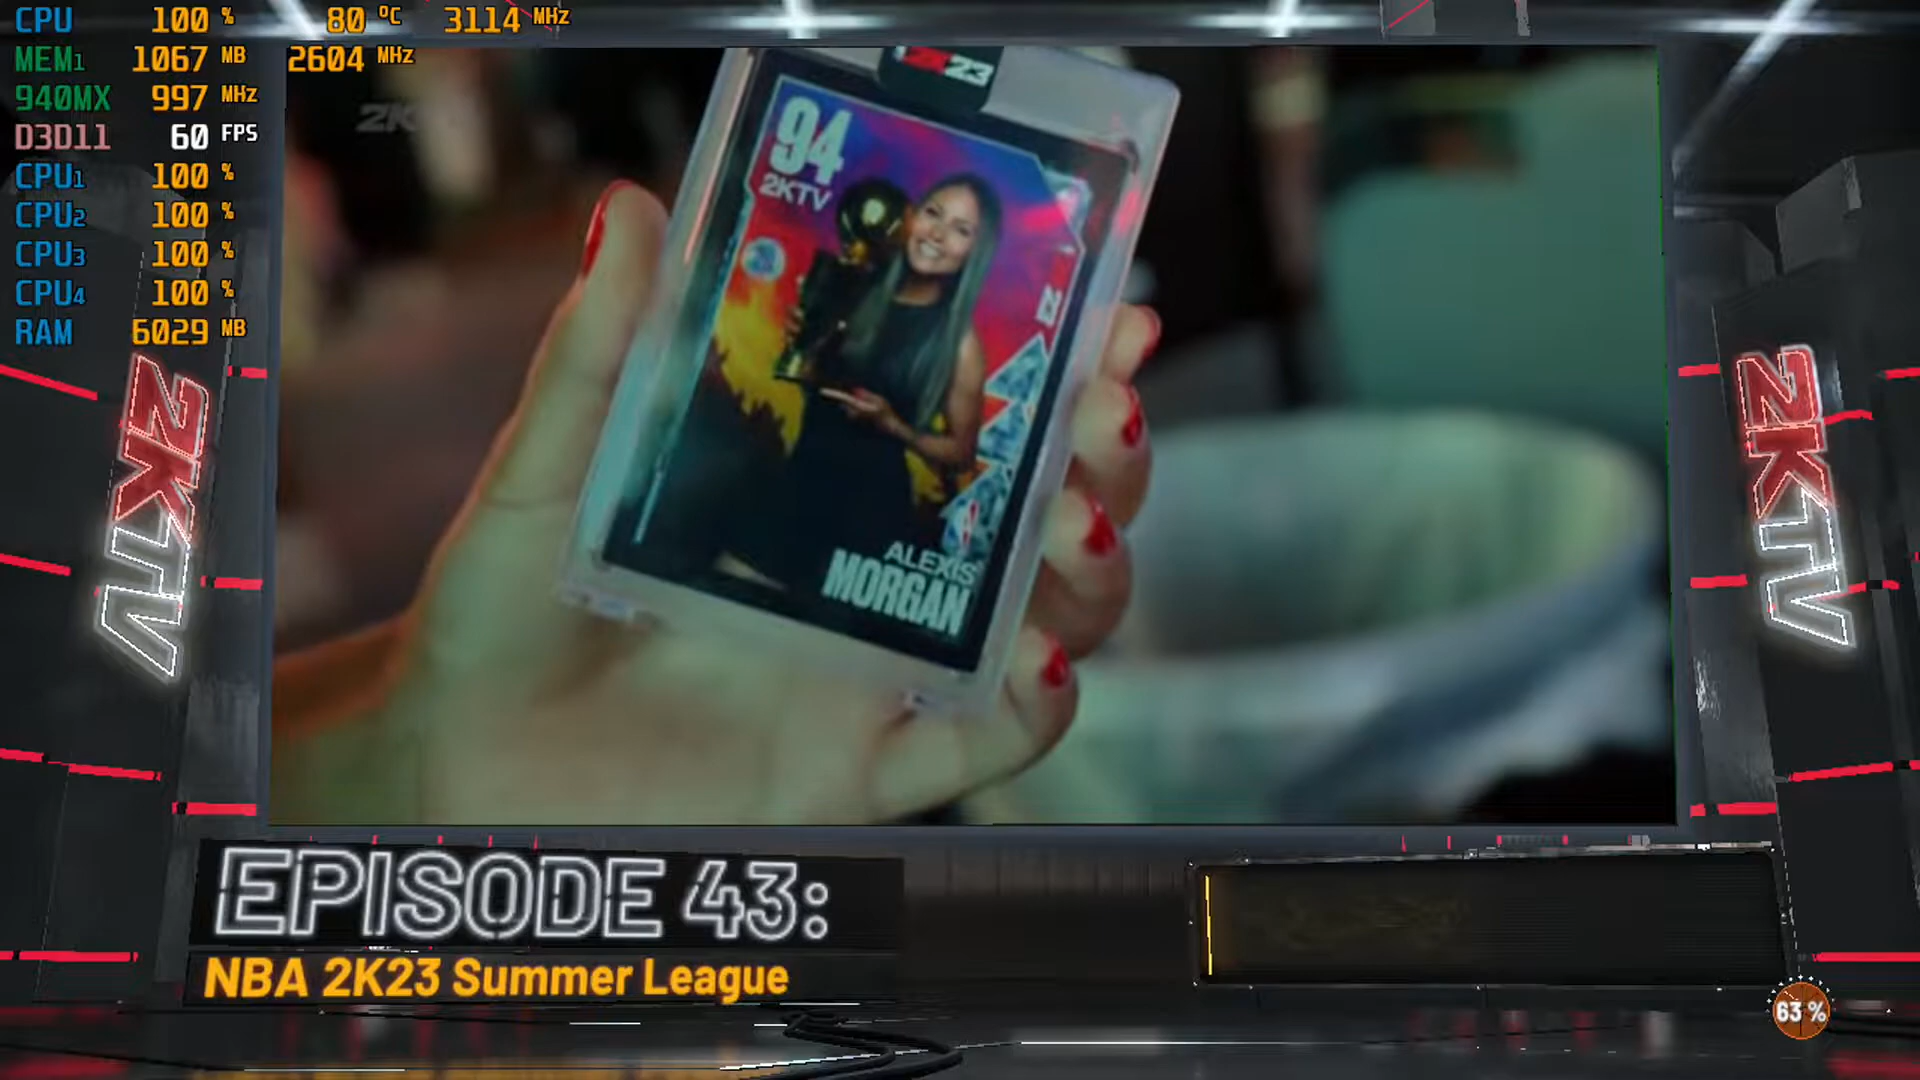 CPU 100 % 80 °C 3114 MHz
MEM1 1067 MB 2604 MHz
940MX 997 MHz
D3D11 60 FPS
CPU1 100 %
CPU2 100 %
CPU3 100 %
CPU4 100 %
RAM 6029 MB
2K
2K23
94
2KTV
ALEXIS
MORGAN
2KTV
2KTV
EPISODE 43:
NBA 2K23 Summer League
63 %